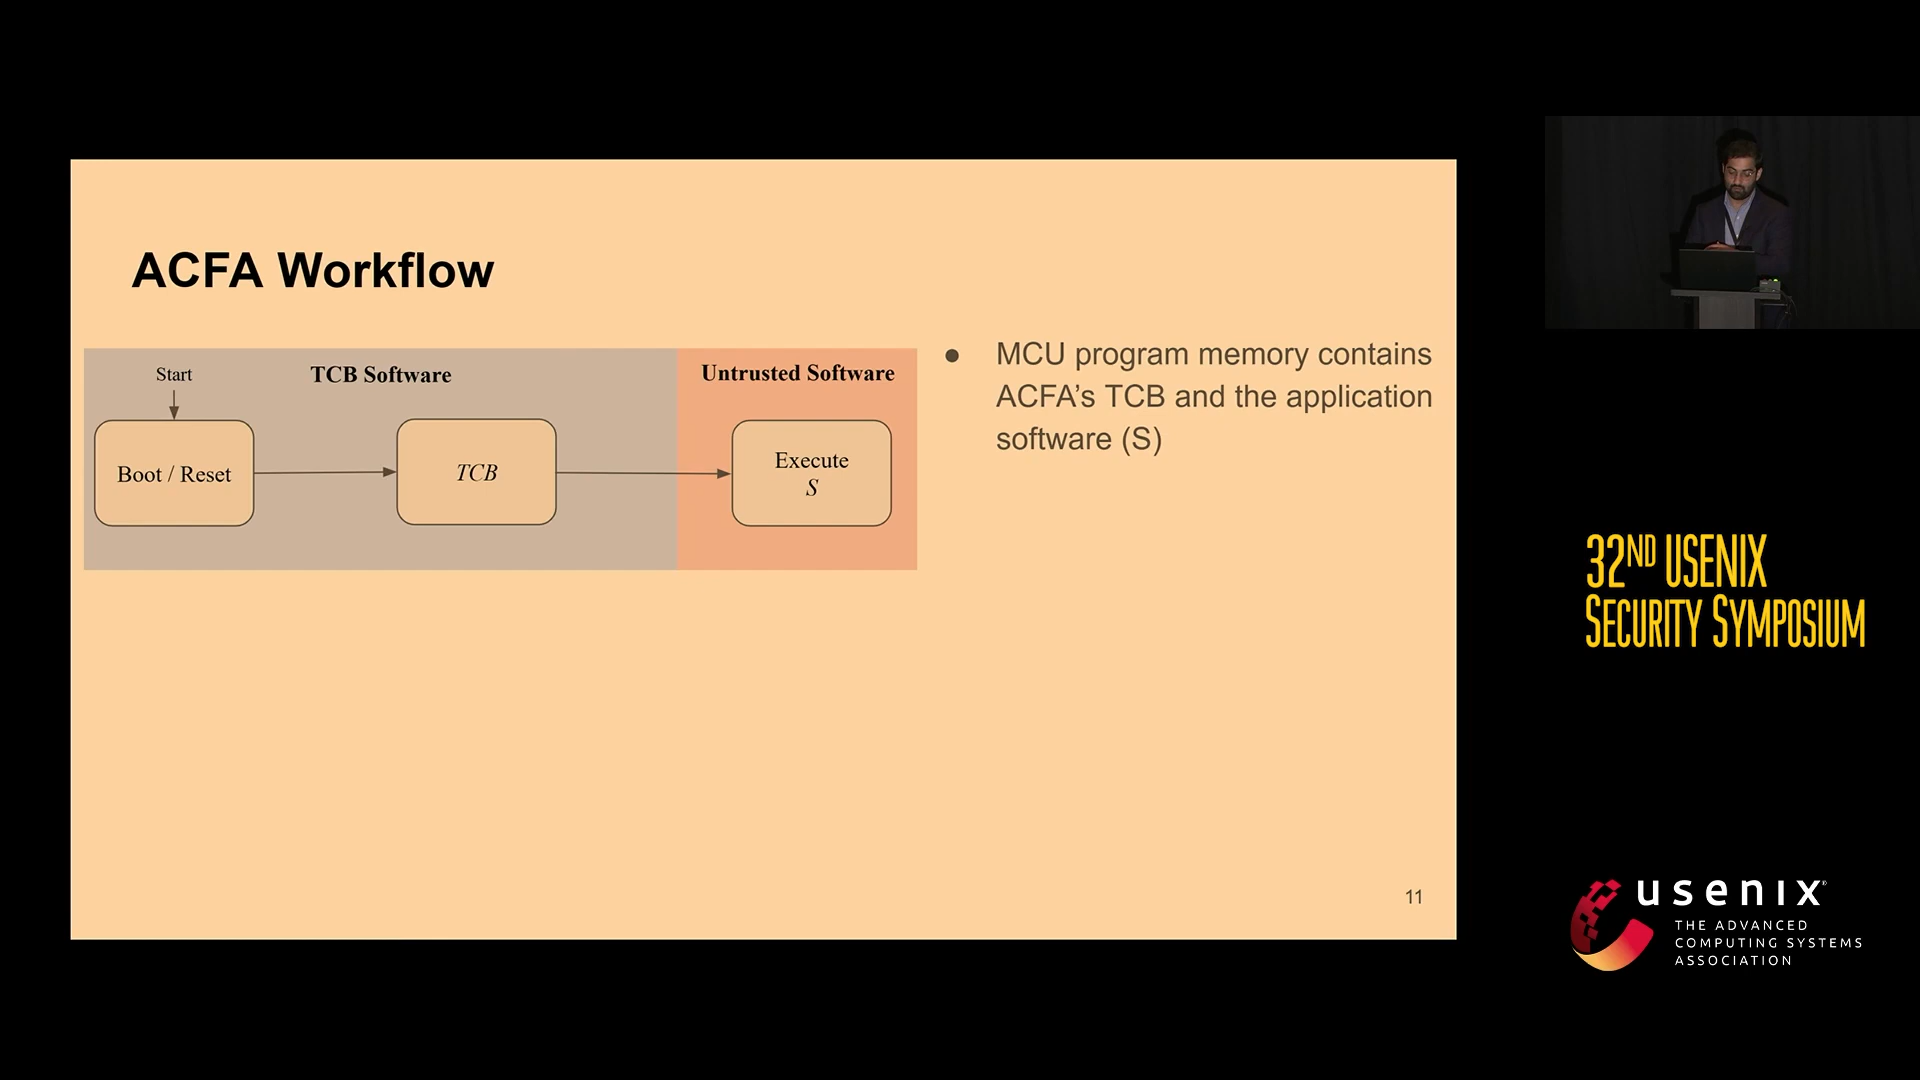 ACFA Workflow
Start
TCB Software
Untrusted Software
Boot / Reset
TCB
Execute
S
● MCU program memory contains
ACFA’s TCB and the application
software (S)
11
32ND USENIX
SECURITY SYMPOSIUM
usenix®
THE ADVANCED
COMPUTING SYSTEMS
ASSOCIATION